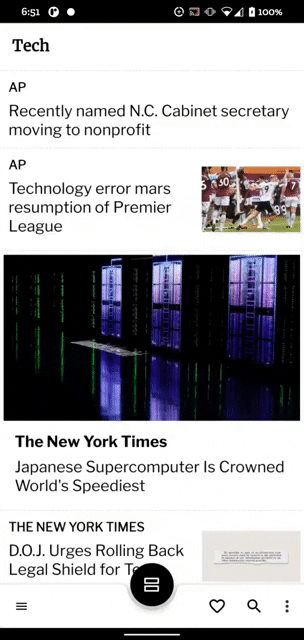 6:51
100%
Tech
AP
Recently named N.C. Cabinet secretary
moving to nonprofit
AP
Technology error mars
resumption of Premier
League
The New York Times
Japanese Supercomputer Is Crowned
World's Speediest
THE NEW YORK TIMES
D.O.J. Urges Rolling Back
Legal Shield for